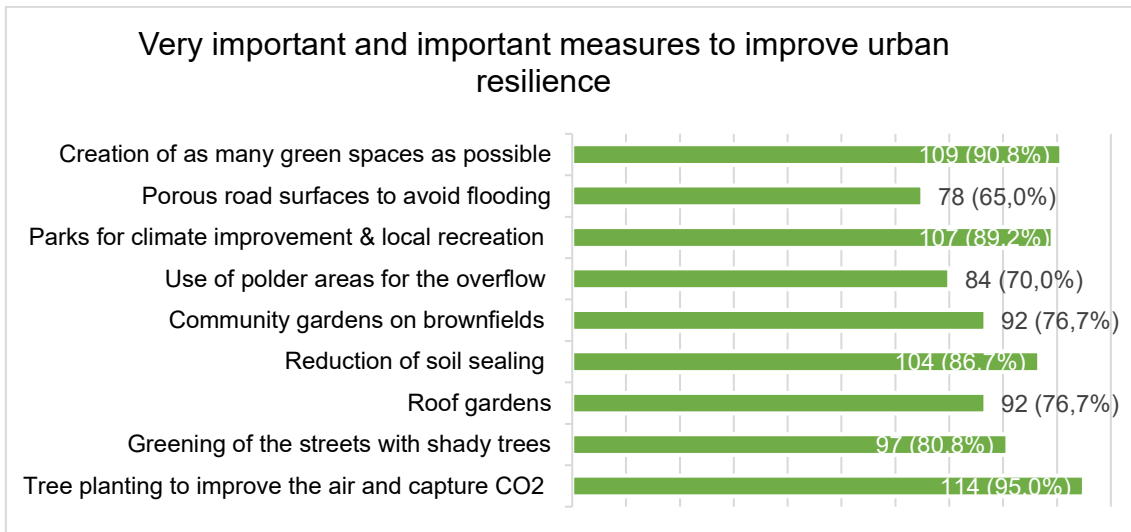 Very important and important measures to improve urban
resilience
Creation of as many green spaces as possible 109 (90,8%)
Porous road surfaces to avoid flooding 78 (65,0%)
Parks for climate improvement & local recreation 107 (89,2%)
Use of polder areas for the overflow 84 (70,0%)
Community gardens on brownfields 92 (76,7%)
Reduction of soil sealing 104 (86,7%)
Roof gardens 92 (76,7%)
Greening of the streets with shady trees 97 (80,8%)
Tree planting to improve the air and capture CO2 114 (95,0%)